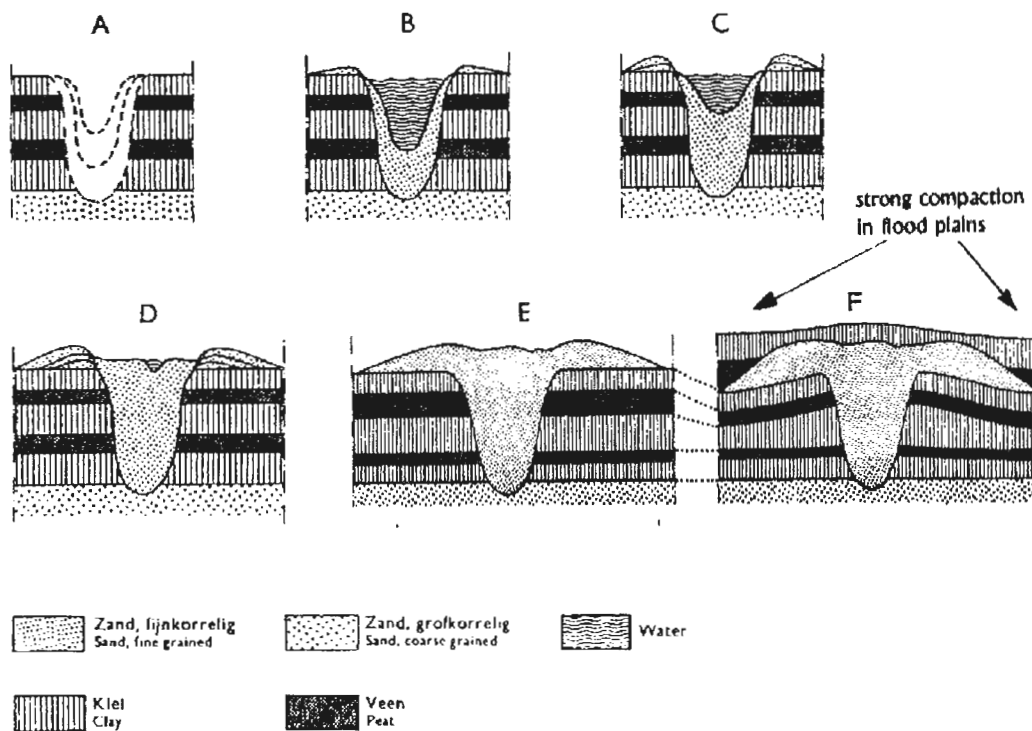 A
B
C
strong compaction
in flood plains
D
E
F
Zand, fijnkorrelig
Sand, fine grained
Zand, grofkorrelig
Sand, coarse grained
Water
Klei
Clay
Veen
Peat